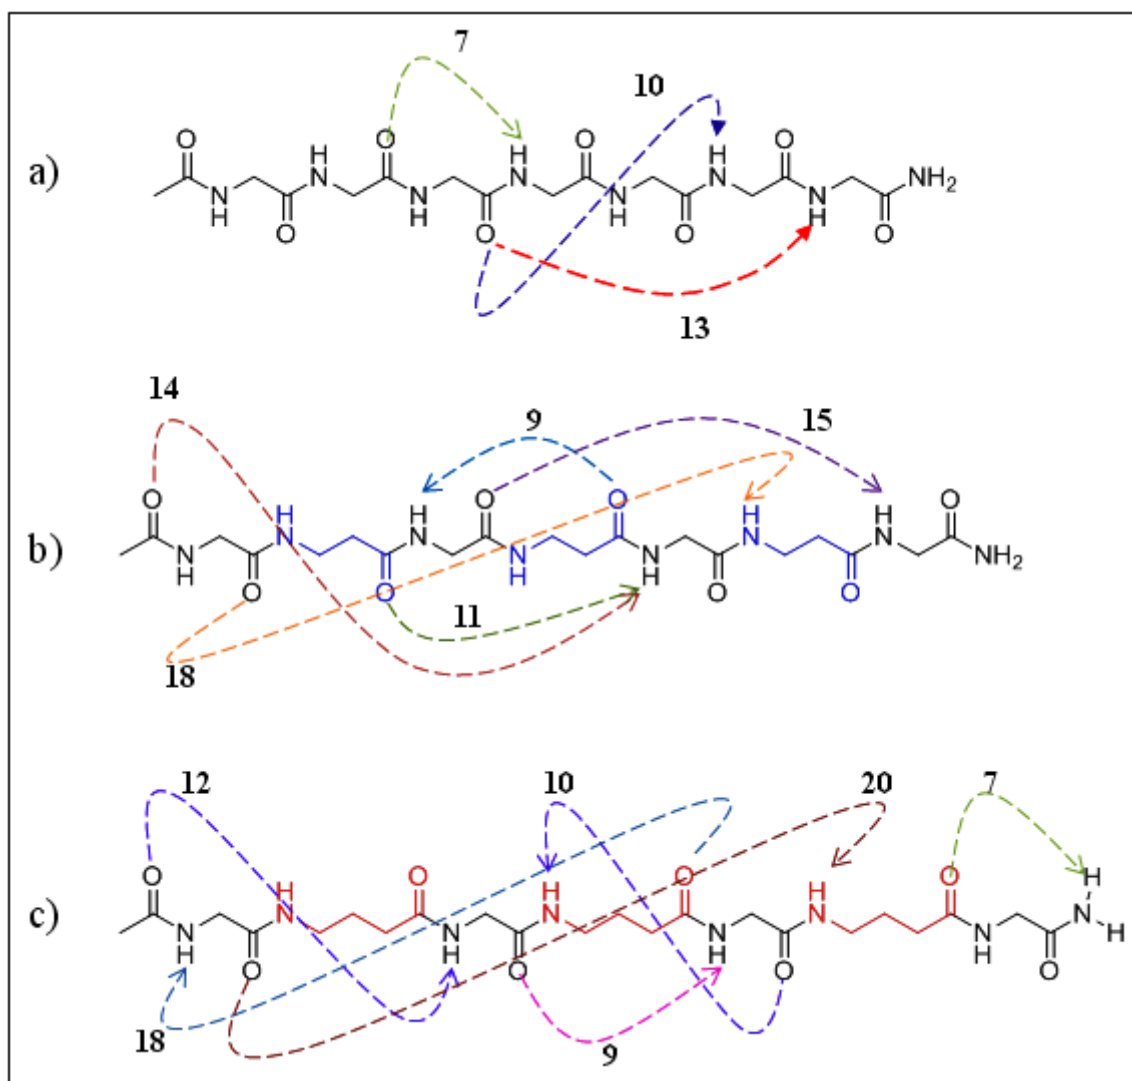 7
10
O H O H O H O
a) N N N N N N N NH₂
H H H H
O O O O
13
14 9 15
O H H O O H H O
b) N N N N N N N NH₂
H H H
O O O O
11
18
12 10 20 7
O H O H O H O H
c) N N N N N N N N H
H H H H
O O O O
18 9